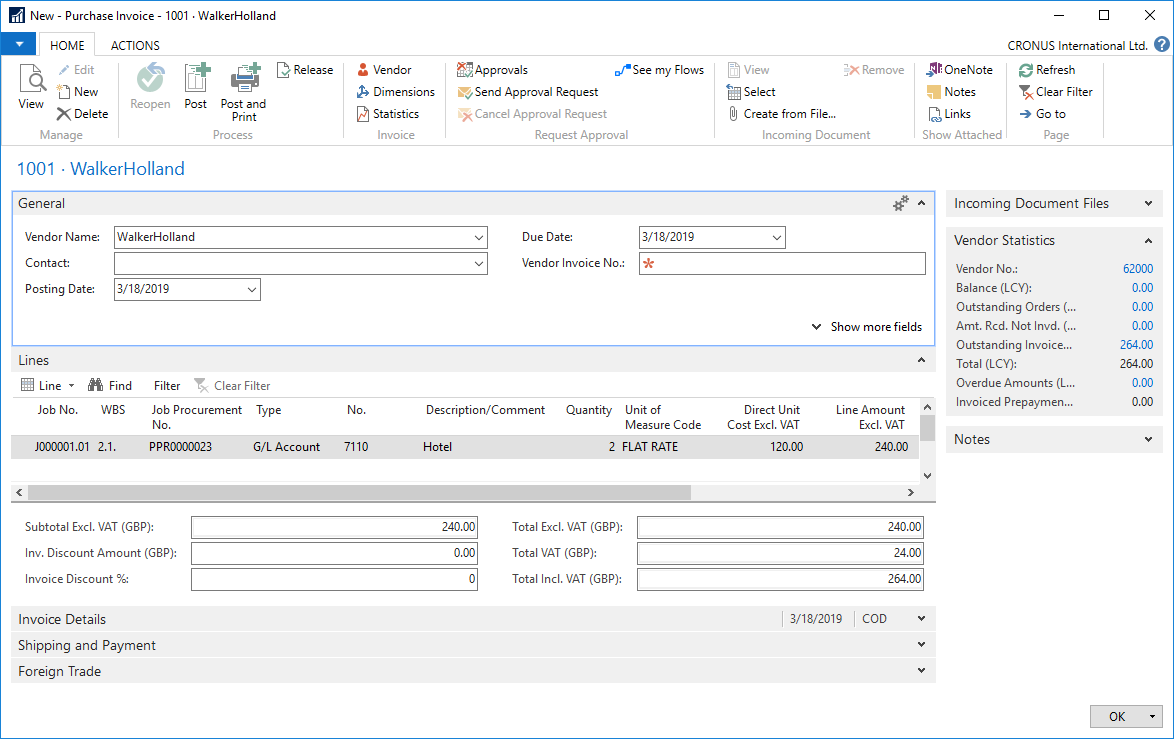 New - Purchase Invoice - 1001 · WalkerHolland
HOME ACTIONS CRONUS International Ltd. ?
View Edit New Delete Manage
Reopen Post Post and Print Release Process
Vendor Dimensions Statistics Invoice
Approvals Send Approval Request Cancel Approval Request See my Flows Request Approval
View Select Create from File... Remove Incoming Document
OneNote Notes Links Show Attached
Refresh Clear Filter Go to Page
1001 · WalkerHolland
General
Vendor Name: WalkerHolland Due Date: 3/18/2019
Contact: Vendor Invoice No.: *
Posting Date: 3/18/2019
Show more fields
Lines
Line Find Filter Clear Filter
Job No. WBS Job Procurement No. Type No. Description/Comment Quantity Unit of Measure Code Direct Unit Cost Excl. VAT Line Amount Excl. VAT
J000001.01 2.1. PPR0000023 G/L Account 7110 Hotel 2 FLAT RATE 120.00 240.00
Subtotal Excl. VAT (GBP): 240.00 Total Excl. VAT (GBP): 240.00
Inv. Discount Amount (GBP): 0.00 Total VAT (GBP): 24.00
Invoice Discount %: 0 Total Incl. VAT (GBP): 264.00
Invoice Details 3/18/2019 COD
Shipping and Payment
Foreign Trade
Incoming Document Files
Vendor Statistics
Vendor No.: 62000
Balance (LCY): 0.00
Outstanding Orders (... 0.00
Amt. Rcd. Not Invd. (... 0.00
Outstanding Invoice... 264.00
Total (LCY): 264.00
Overdue Amounts (L... 0.00
Invoiced Prepaymen... 0.00
Notes
OK